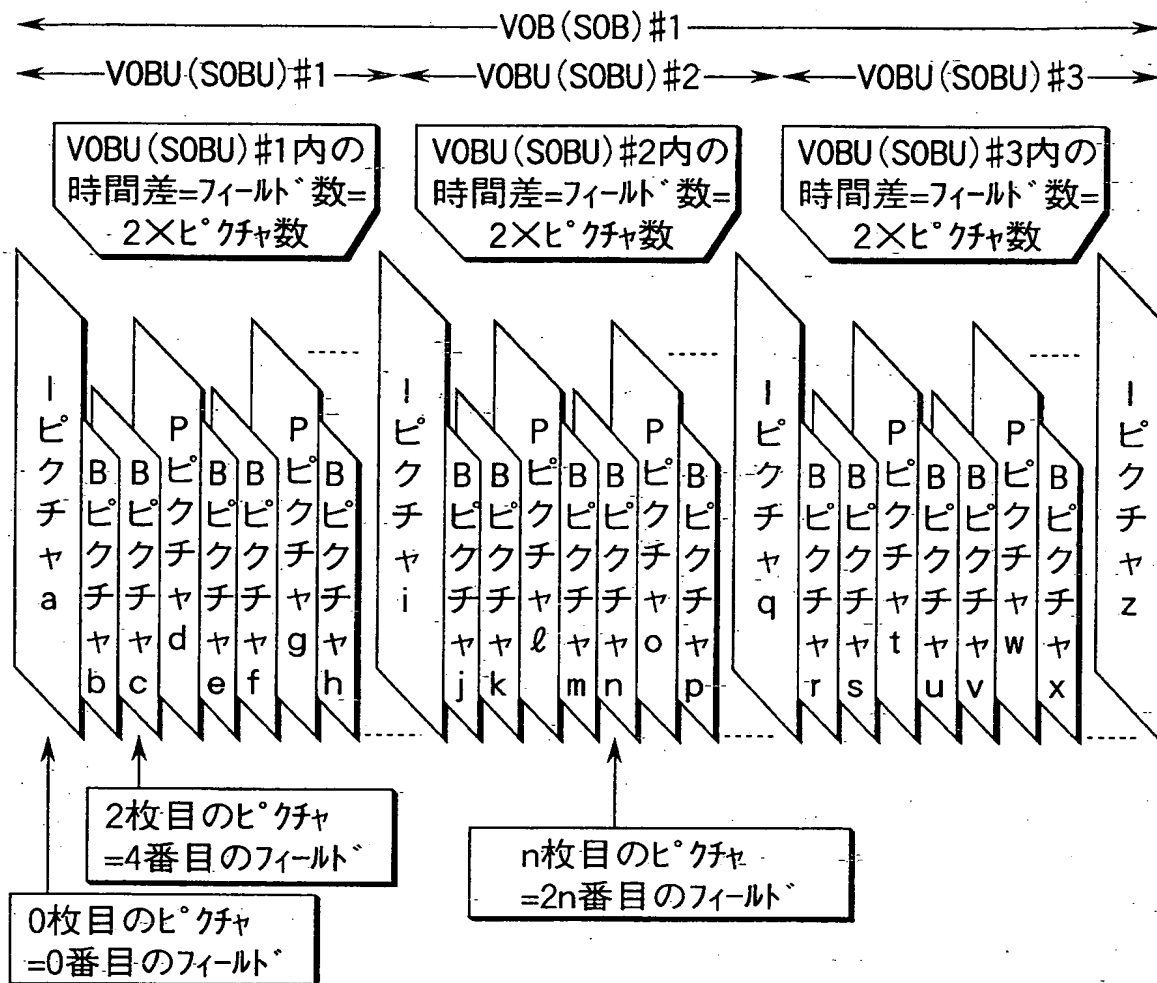 VOB(SOB)#1
VOBU(SOBU)#1
VOBU(SOBU)#2
VOBU(SOBU)#3
VOBU(SOBU)#1内の
時間差=フィールド数=
2×ピクチャ数
VOBU(SOBU)#2内の
時間差=フィールド数=
2×ピクチャ数
VOBU(SOBU)#3内の
時間差=フィールド数=
2×ピクチャ数
Iピクチャa
Bピクチャb
Bピクチャc
Pピクチャd
Bピクチャe
Bピクチャf
Pピクチャg
Bピクチャh
Iピクチャi
Bピクチャj
Bピクチャk
Pピクチャℓ
Bピクチャm
Bピクチャn
Pピクチャo
Bピクチャp
Iピクチャq
Bピクチャr
Bピクチャs
Pピクチャt
Bピクチャu
Bピクチャv
Pピクチャw
Bピクチャx
Iピクチャz
2枚目のピクチャ
=4番目のフィールド
n枚目のピクチャ
=2n番目のフィールド
0枚目のピクチャ
=0番目のフィールド